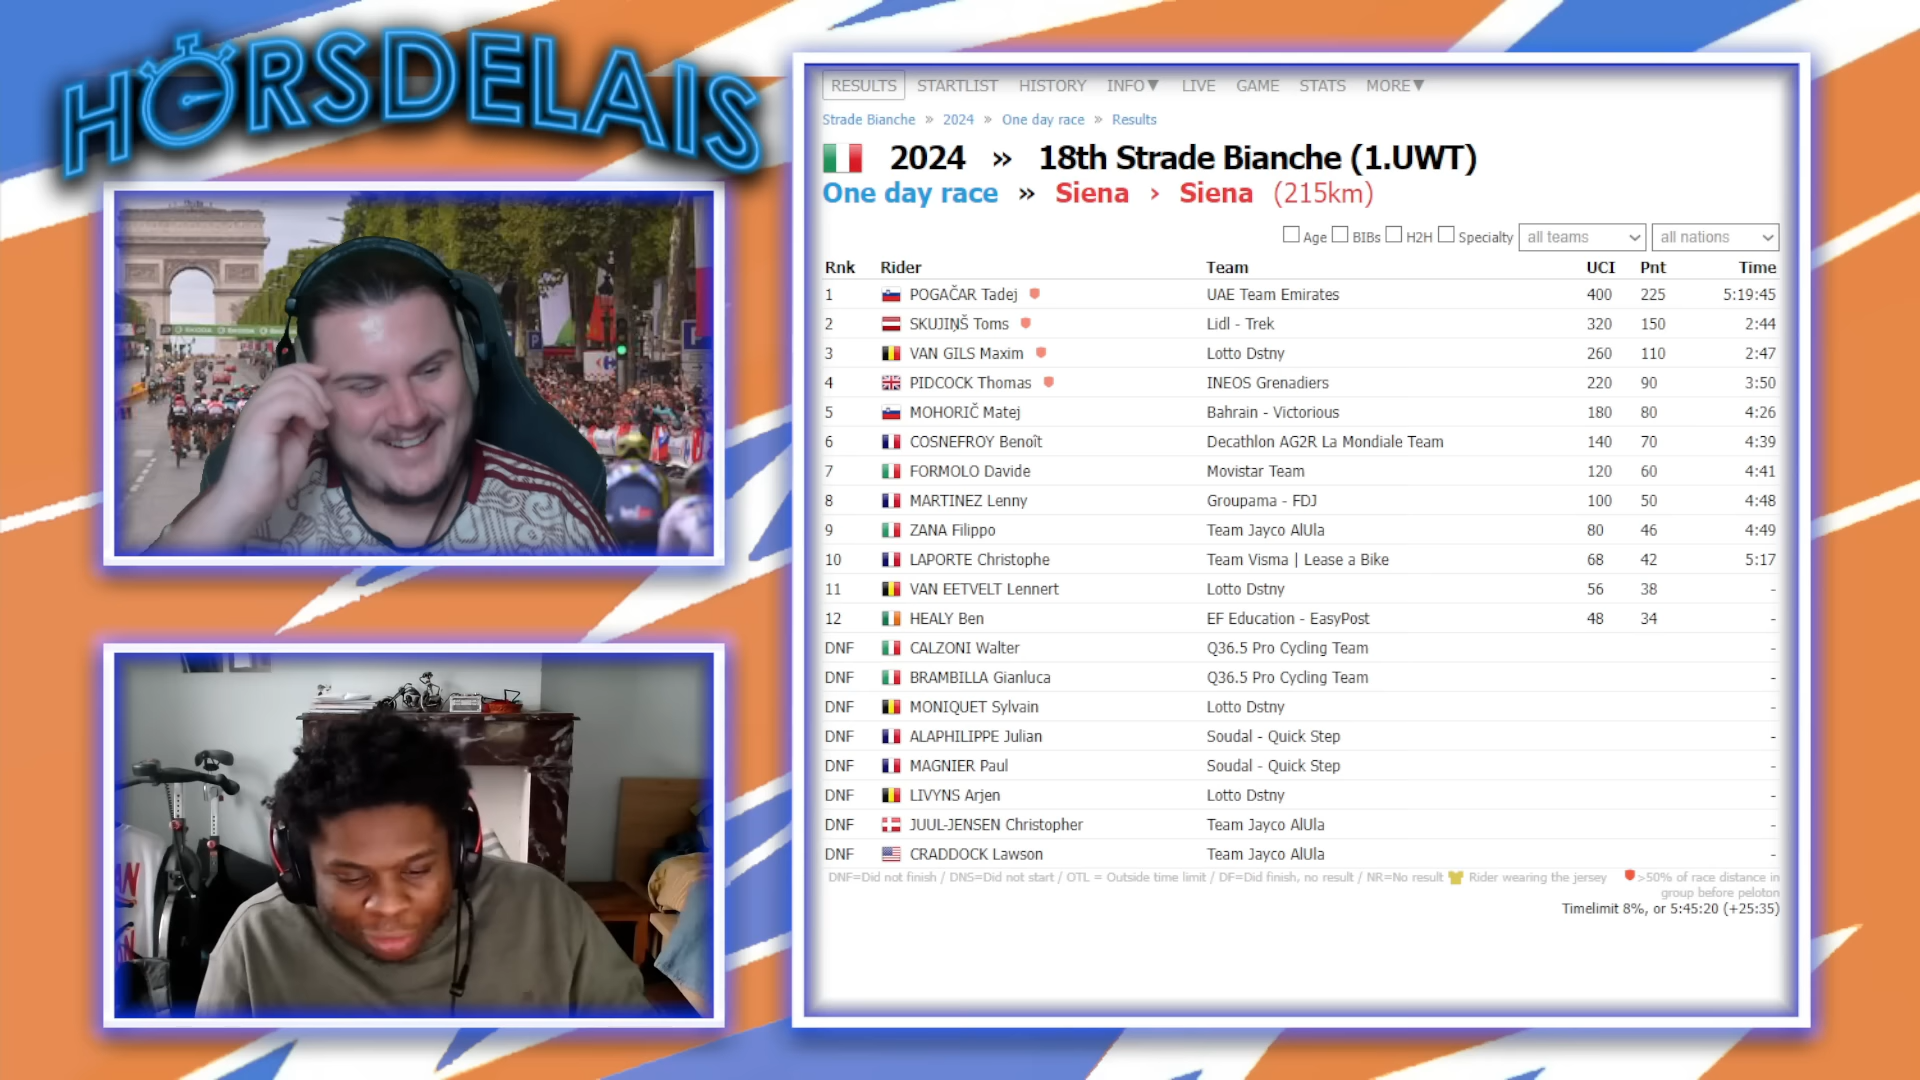 HORSDELAIS
RESULTS STARTLIST HISTORY INFO▼ LIVE GAME STATS MORE▼
Strade Bianche » 2024 » One day race » Results
2024 » 18th Strade Bianche (1.UWT)
One day race » Siena › Siena (215km)
Age BIBs H2H Specialty all teams all nations
Rnk Rider Team UCI Pnt Time
1 POGAČAR Tadej UAE Team Emirates 400 225 5:19:45
2 SKUJIŅŠ Toms Lidl - Trek 320 150 2:44
3 VAN GILS Maxim Lotto Dstny 260 110 2:47
4 PIDCOCK Thomas INEOS Grenadiers 220 90 3:50
5 MOHORIČ Matej Bahrain - Victorious 180 80 4:26
6 COSNEFROY Benoît Decathlon AG2R La Mondiale Team 140 70 4:39
7 FORMOLO Davide Movistar Team 120 60 4:41
8 MARTINEZ Lenny Groupama - FDJ 100 50 4:48
9 ZANA Filippo Team Jayco AlUla 80 46 4:49
10 LAPORTE Christophe Team Visma | Lease a Bike 68 42 5:17
11 VAN EETVELT Lennert Lotto Dstny 56 38 -
12 HEALY Ben EF Education - EasyPost 48 34 -
DNF CALZONI Walter Q36.5 Pro Cycling Team -
DNF BRAMBILLA Gianluca Q36.5 Pro Cycling Team -
DNF MONIQUET Sylvain Lotto Dstny -
DNF ALAPHILIPPE Julian Soudal - Quick Step -
DNF MAGNIER Paul Soudal - Quick Step -
DNF LIVYNS Arjen Lotto Dstny -
DNF JUUL-JENSEN Christopher Team Jayco AlUla -
DNF CRADDOCK Lawson Team Jayco AlUla -
DNF=Did not finish / DNS=Did not start / OTL = Outside time limit / DF=Did finish, no result / NR=No result Rider wearing the jersey >50% of race distance in
group before peloton
Timelimit 8%, or 5:45:20 (+25:35)